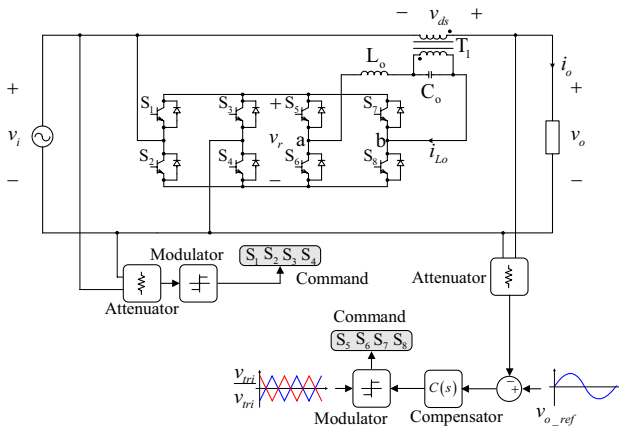 − v_ds +
T_1
L_o
C_o
i_o
+ v_i −
S_1 S_3 + S_5 S_7
v_r a b
S_2 S_4 − S_6 S_8
i_Lo
+ v_o −
Modulator
S_1 S_2 S_3 S_4
Command
Attenuator
Attenuator
Command
S_5 S_6 S_7 S_8
v_tri
v_tri
Modulator
C(s)
Compensator
− +
v_o_ref